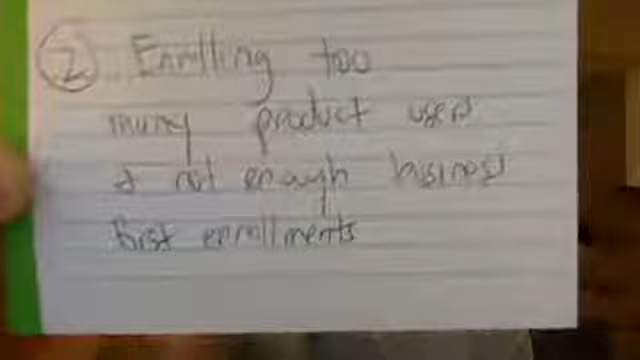 2 Enrolling too
many product users
& not enough business
first enrollments